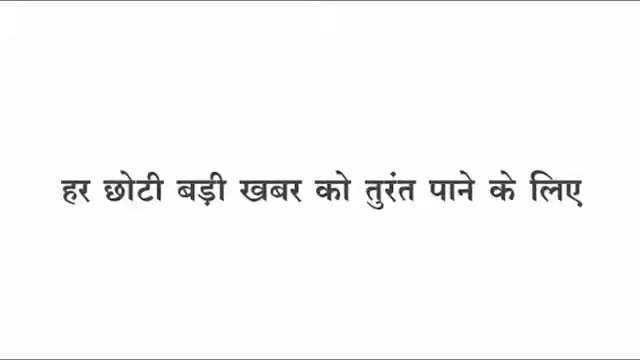 हर छोटी बड़ी खबर को तुरंत पाने के लिए